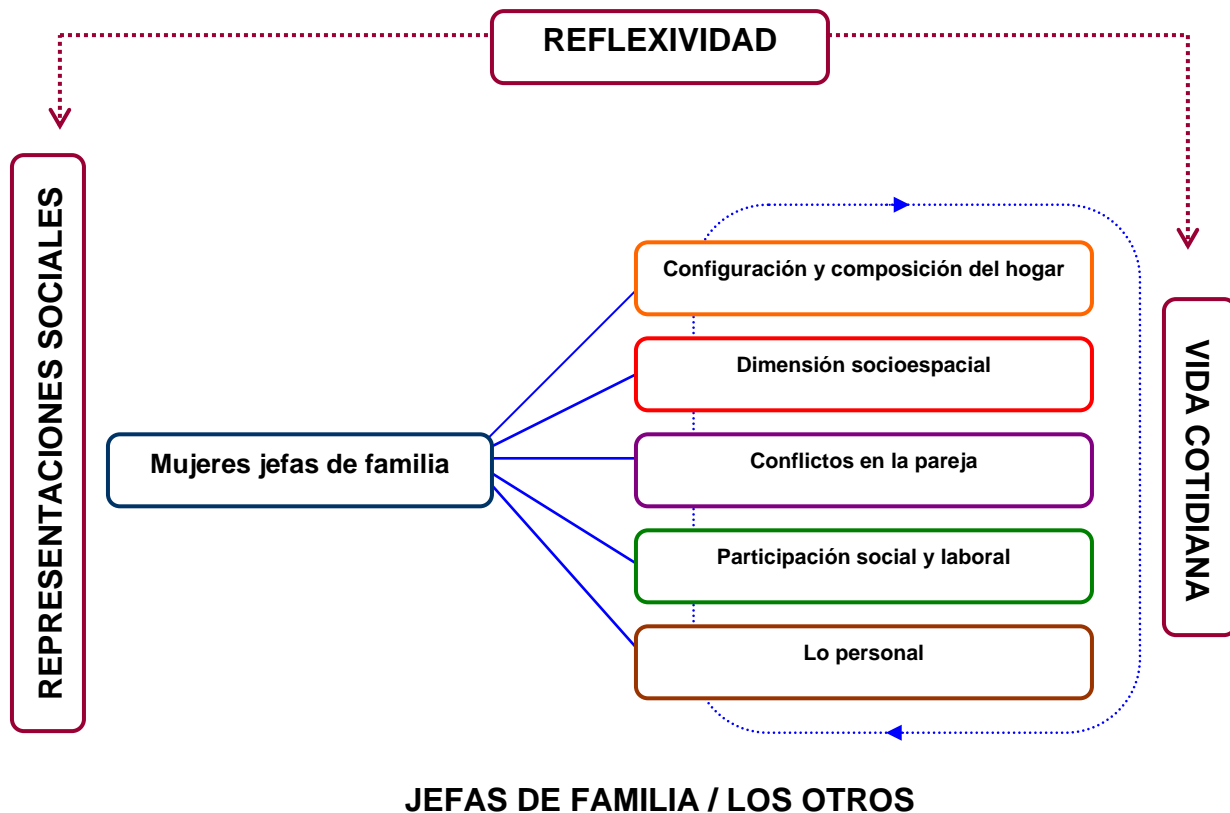 REFLEXIVIDAD
REPRESENTACIONES SOCIALES
Configuración y composición del hogar
Dimensión socioespacial
Mujeres jefas de familia
Conflictos en la pareja
Participación social y laboral
Lo personal
VIDA COTIDIANA
JEFAS DE FAMILIA / LOS OTROS